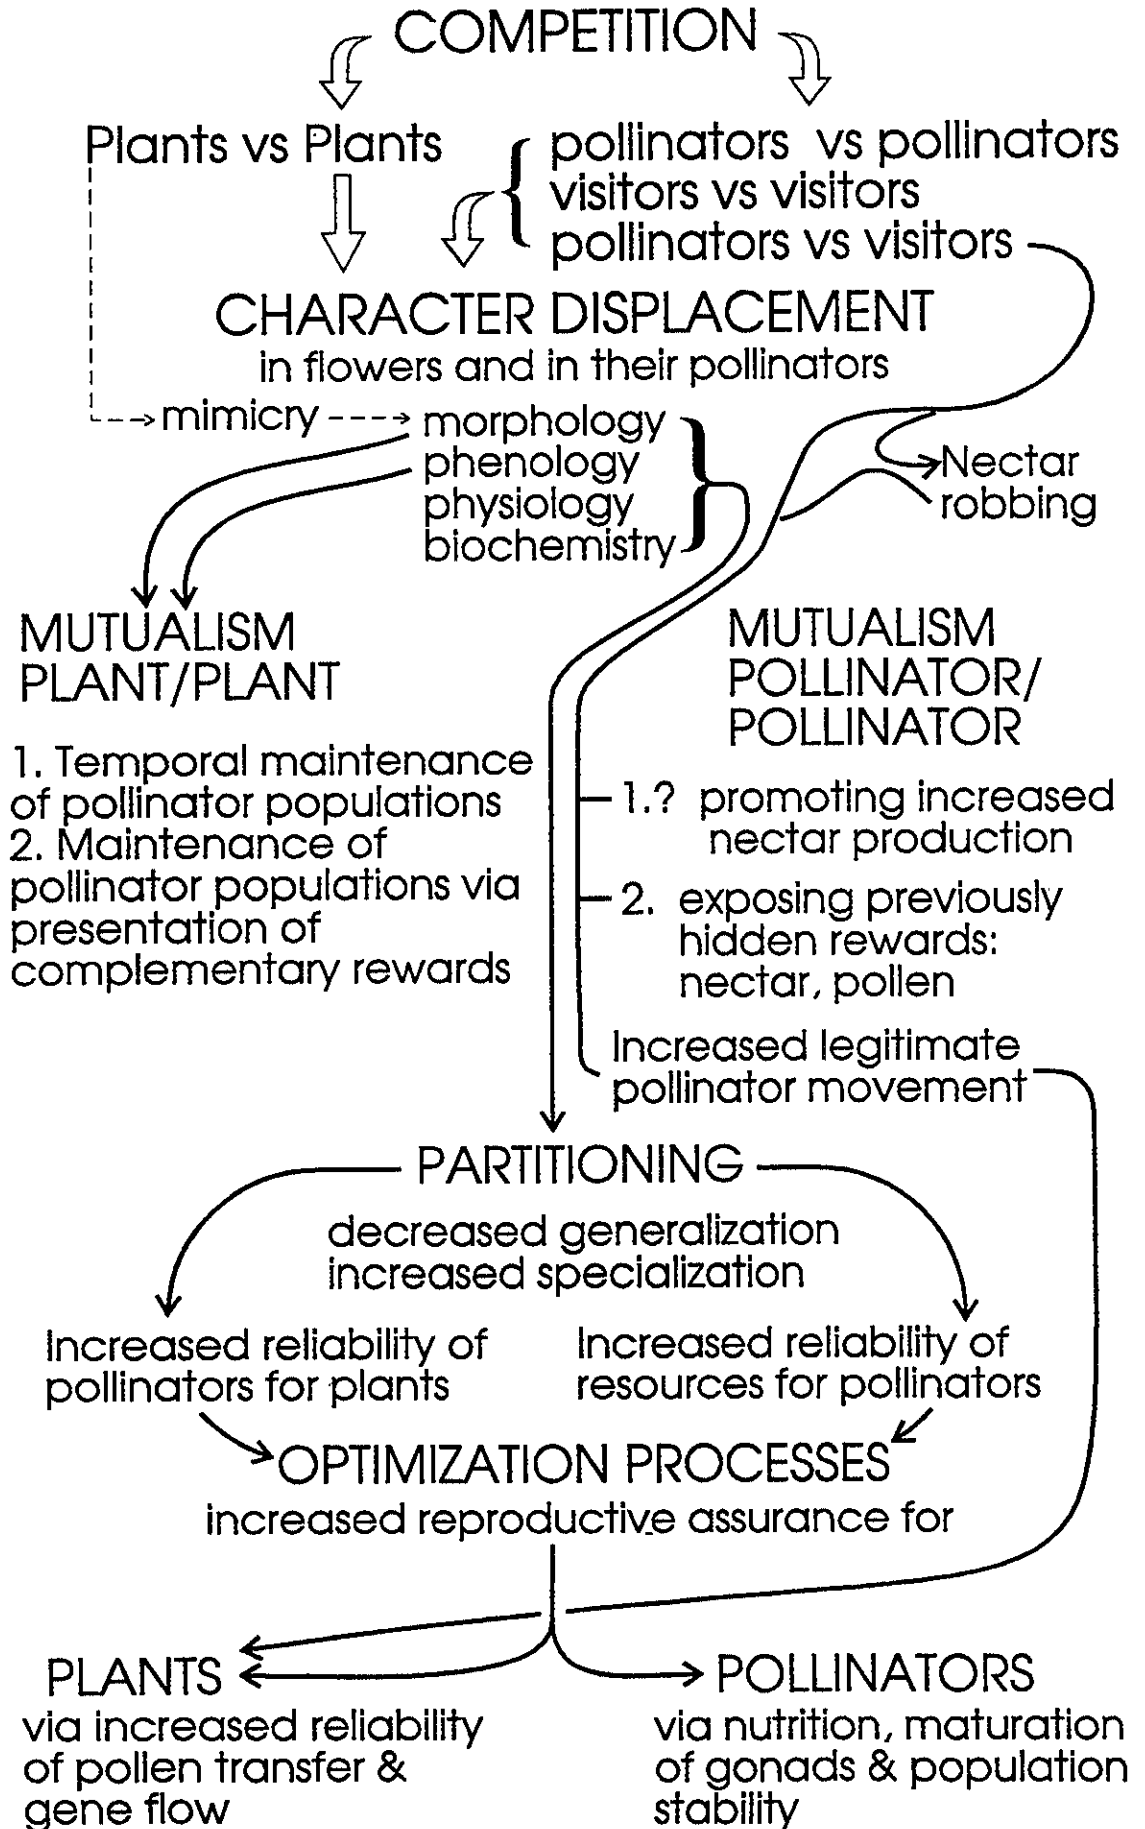 COMPETITION
Plants vs Plants
pollinators vs pollinators
visitors vs visitors
pollinators vs visitors
CHARACTER DISPLACEMENT
in flowers and in their pollinators
mimicry
morphology
phenology
physiology
biochemistry
Nectar
robbing
MUTUALISM
PLANT/PLANT
1. Temporal maintenance
of pollinator populations
2. Maintenance of
pollinator populations via
presentation of
complementary rewards
MUTUALISM
POLLINATOR/
POLLINATOR
1.? promoting increased
nectar production
2. exposing previously
hidden rewards:
nectar, pollen
Increased legitimate
pollinator movement
PARTITIONING
decreased generalization
increased specialization
Increased reliability of
pollinators for plants
Increased reliability of
resources for pollinators
OPTIMIZATION PROCESSES
increased reproductive assurance for
PLANTS
via increased reliability
of pollen transfer &
gene flow
POLLINATORS
via nutrition, maturation
of gonads & population
stability